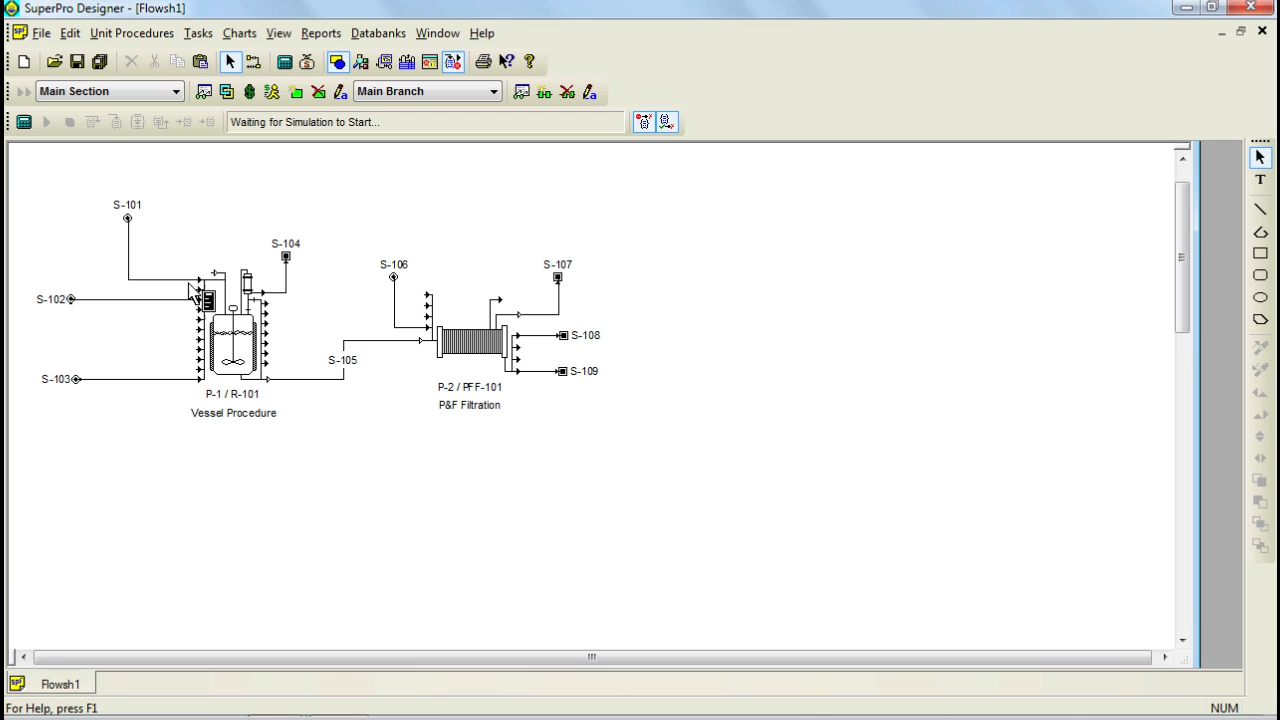 SuperPro Designer - [Flowsh1]
File Edit Unit Procedures Tasks Charts View Reports Databanks Window Help
Main Section Main Branch
Waiting for Simulation to Start...
T
S-101
S-104
S-106 S-107
S-102
S-108
S-105
S-109
S-103
P-1 / R-101
Vessel Procedure
P-2 / PFF-101
P&F Filtration
Flowsh1
For Help, press F1 NUM